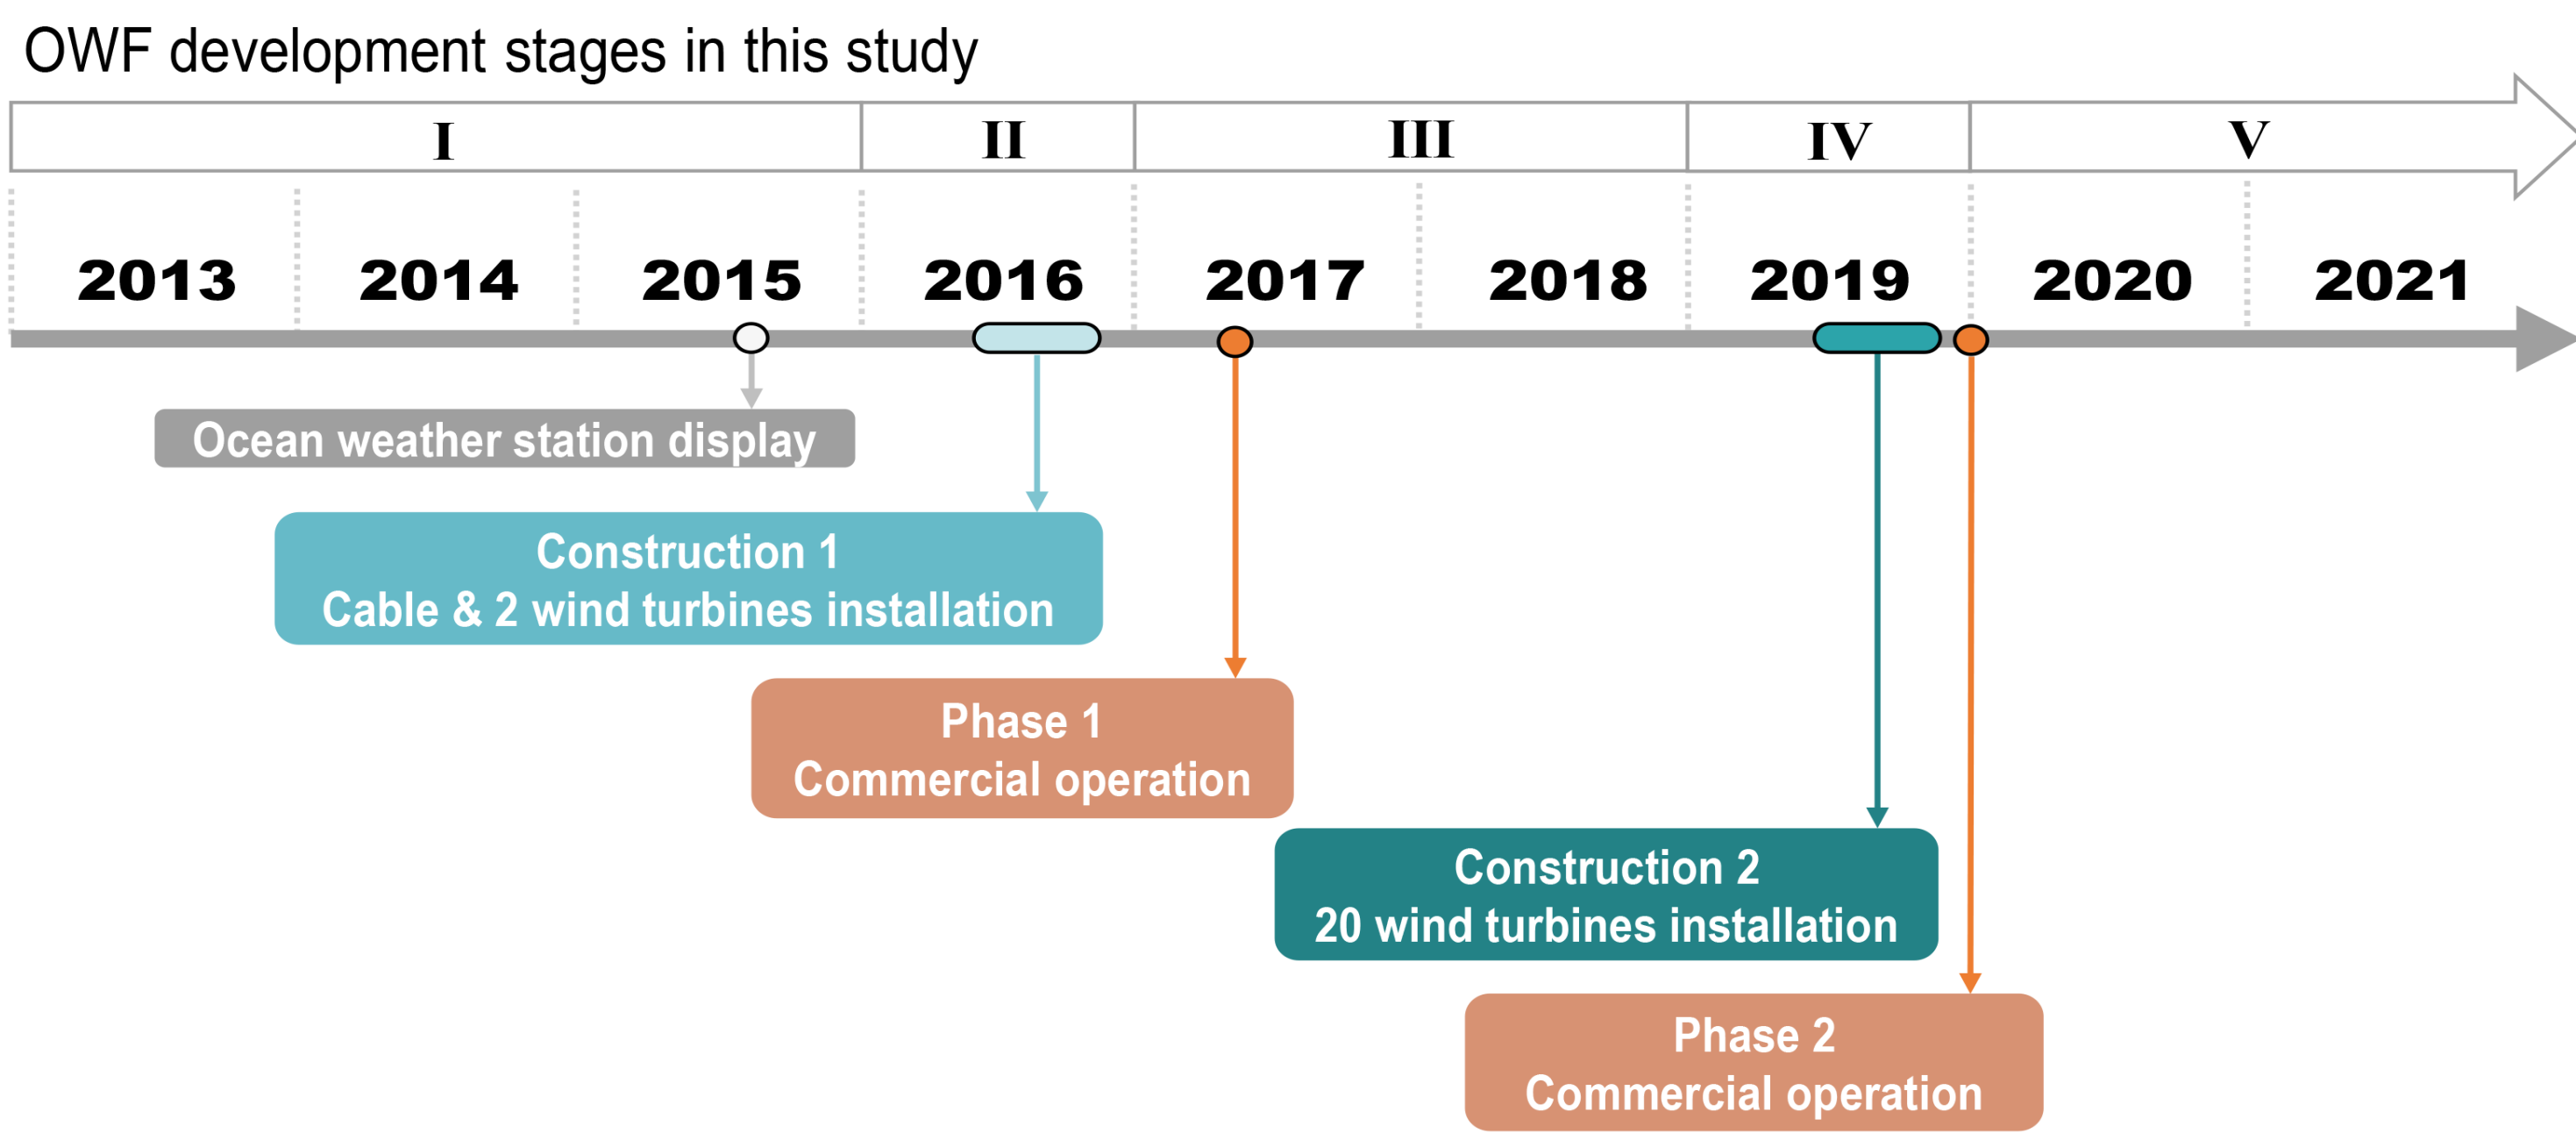 OWF development stages in this study
I II III IV V
2013 2014 2015 2016 2017 2018 2019 2020 2021
Ocean weather station display
Construction 1
Cable & 2 wind turbines installation
Phase 1
Commercial operation
Construction 2
20 wind turbines installation
Phase 2
Commercial operation